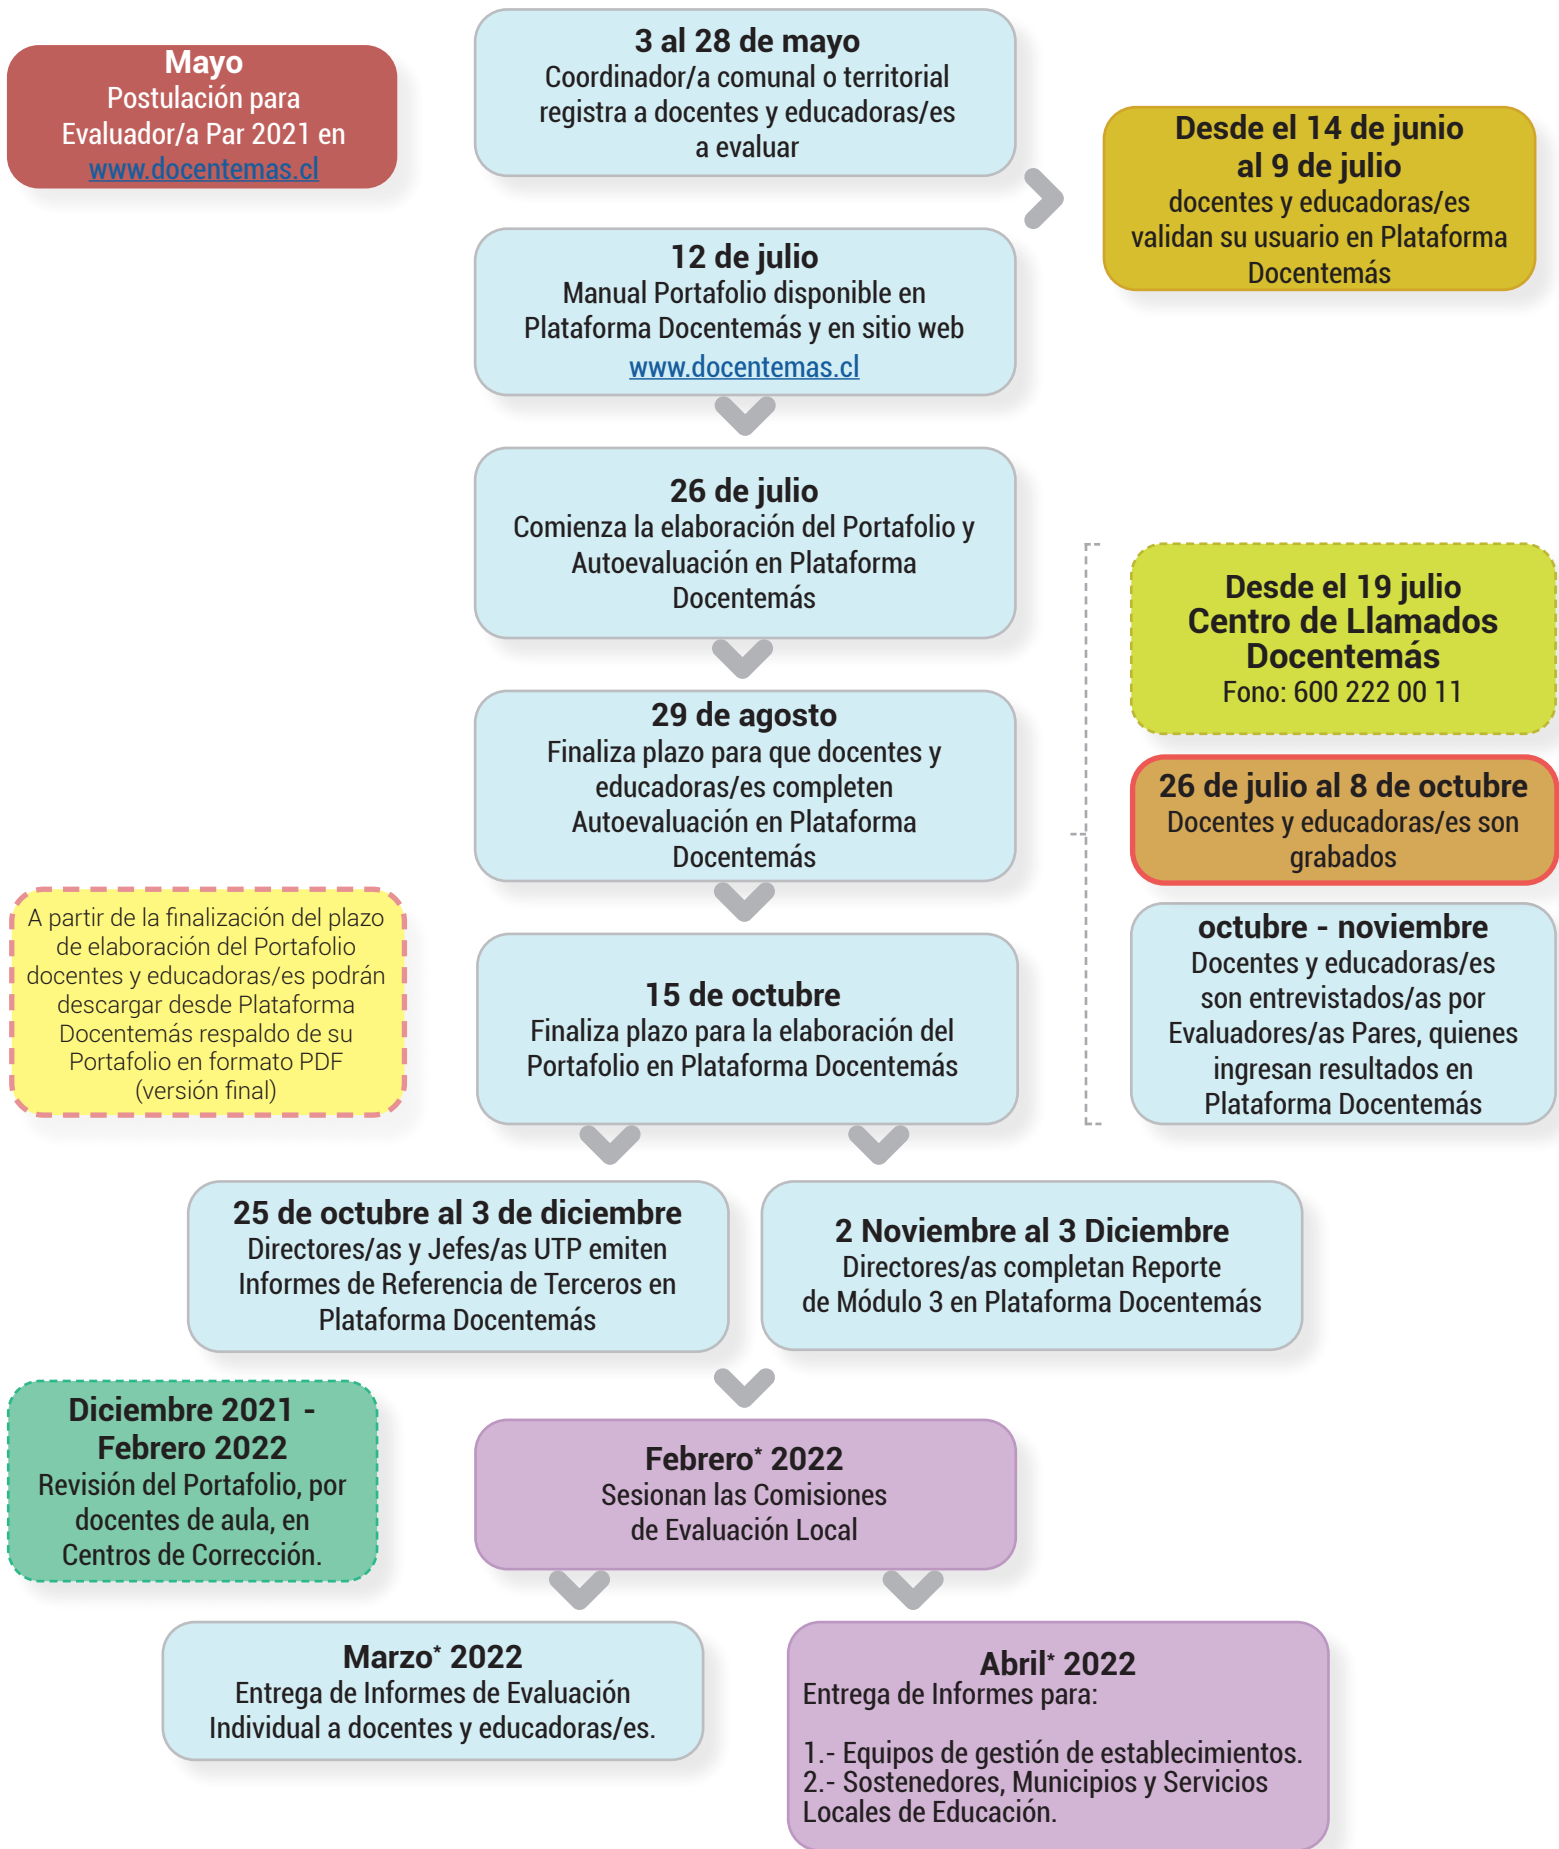 Mayo
Postulación para
Evaluador/a Par 2021 en
www.docentemas.cl
3 al 28 de mayo
Coordinador/a comunal o territorial
registra a docentes y educadoras/es
a evaluar
Desde el 14 de junio
al 9 de julio
docentes y educadoras/es
validan su usuario en Plataforma
Docentemás
12 de julio
Manual Portafolio disponible en
Plataforma Docentemás y en sitio web
www.docentemas.cl
26 de julio
Comienza la elaboración del Portafolio y
Autoevaluación en Plataforma
Docentemás
Desde el 19 julio
Centro de Llamados
Docentemás
Fono: 600 222 00 11
29 de agosto
Finaliza plazo para que docentes y
educadoras/es completen
Autoevaluación en Plataforma
Docentemás
26 de julio al 8 de octubre
Docentes y educadoras/es son
grabados
A partir de la finalización del plazo
de elaboración del Portafolio
docentes y educadoras/es podrán
descargar desde Plataforma
Docentemás respaldo de su
Portafolio en formato PDF
(versión final)
15 de octubre
Finaliza plazo para la elaboración del
Portafolio en Plataforma Docentemás
octubre - noviembre
Docentes y educadoras/es
son entrevistados/as por
Evaluadores/as Pares, quienes
ingresan resultados en
Plataforma Docentemás
25 de octubre al 3 de diciembre
Directores/as y Jefes/as UTP emiten
Informes de Referencia de Terceros en
Plataforma Docentemás
2 Noviembre al 3 Diciembre
Directores/as completan Reporte
de Módulo 3 en Plataforma Docentemás
Diciembre 2021 -
Febrero 2022
Revisión del Portafolio, por
docentes de aula, en
Centros de Corrección.
Febrero* 2022
Sesionan las Comisiones
de Evaluación Local
Marzo* 2022
Entrega de Informes de Evaluación
Individual a docentes y educadoras/es.
Abril* 2022
Entrega de Informes para:
1.- Equipos de gestión de establecimientos.
2.- Sostenedores, Municipios y Servicios
Locales de Educación.